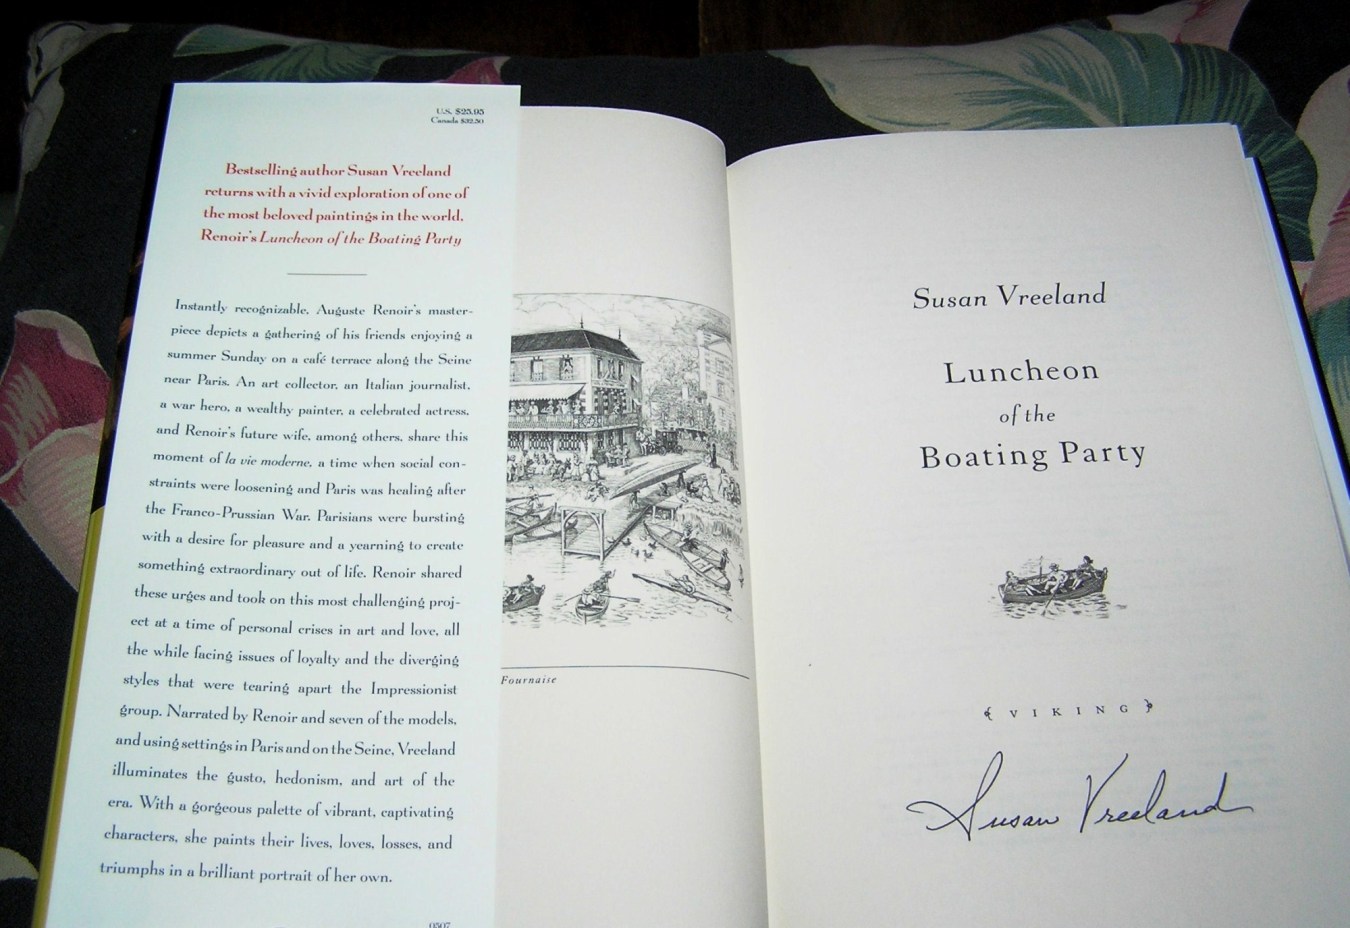 U.S. $25.95
Canada $32.50
Bestselling author Susan Vreeland
returns with a vivid exploration of one of
the most beloved paintings in the world,
Renoir's Luncheon of the Boating Party
Instantly recognizable, Auguste Renoir's master-
piece depicts a gathering of his friends enjoying a
summer Sunday on a café terrace along the Seine
near Paris. An art collector, an Italian journalist,
a war hero, a wealthy painter, a celebrated actress,
and Renoir's future wife, among others, share this
moment of la vie moderne, a time when social con-
straints were loosening and Paris was healing after
the Franco-Prussian War. Parisians were bursting
with a desire for pleasure and a yearning to create
something extraordinary out of life. Renoir shared
these urges and took on this most challenging proj-
ect at a time of personal crises in art and love, all
the while facing issues of loyalty and the diverging
styles that were tearing apart the Impressionist
group. Narrated by Renoir and seven of the models,
and using settings in Paris and on the Seine, Vreeland
illuminates the gusto, hedonism, and art of the
era. With a gorgeous palette of vibrant, captivating
characters, she paints their lives, loves, losses, and
triumphs in a brilliant portrait of her own.
0507
Fournaise
Susan Vreeland
Luncheon
of the
Boating Party
VIKING
Susan Vreeland